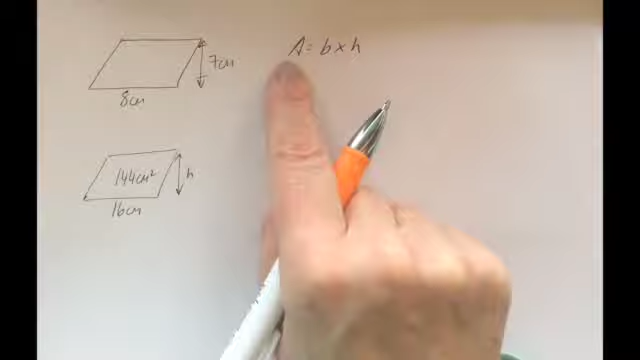 7cm
8cm
A = b × h
144cm²
h
16cm